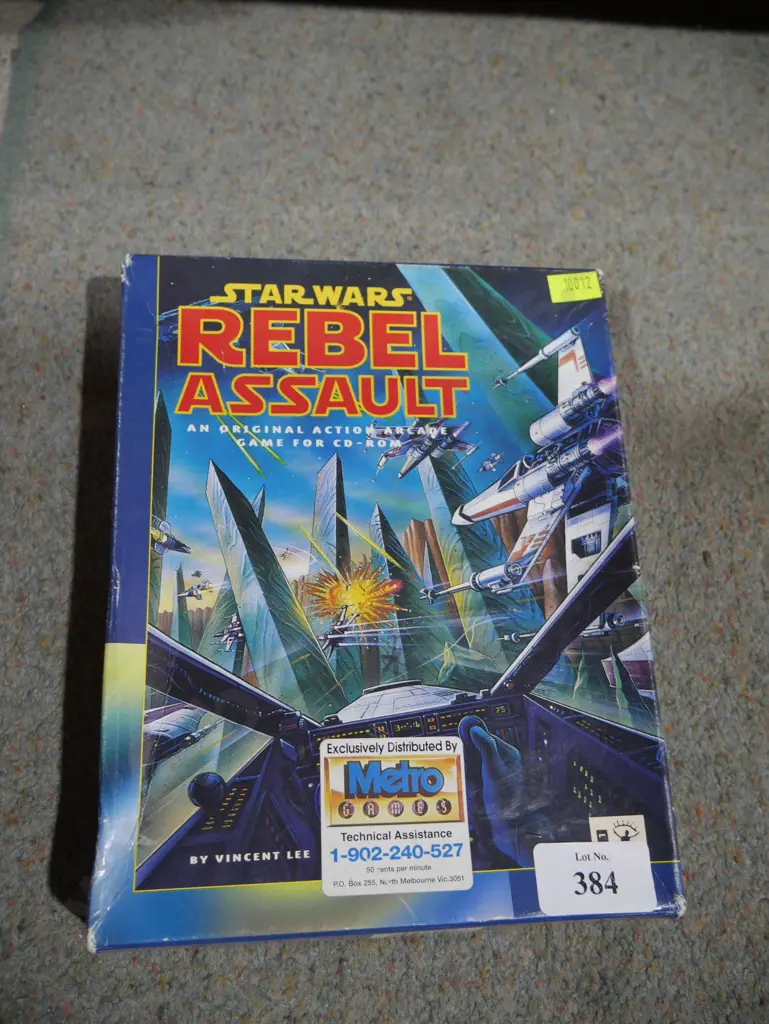 10012
STAR WARS
REBEL
ASSAULT
AN ORIGINAL ACTION ARCADE
GAME FOR CD-ROM
75
Exclusively Distributed By
Metro
GAMES
Technical Assistance
1-902-240-527
50 cents per minute
P.O. Box 255, North Melbourne Vic.3051
BY VINCENT LEE
Lot No.
384